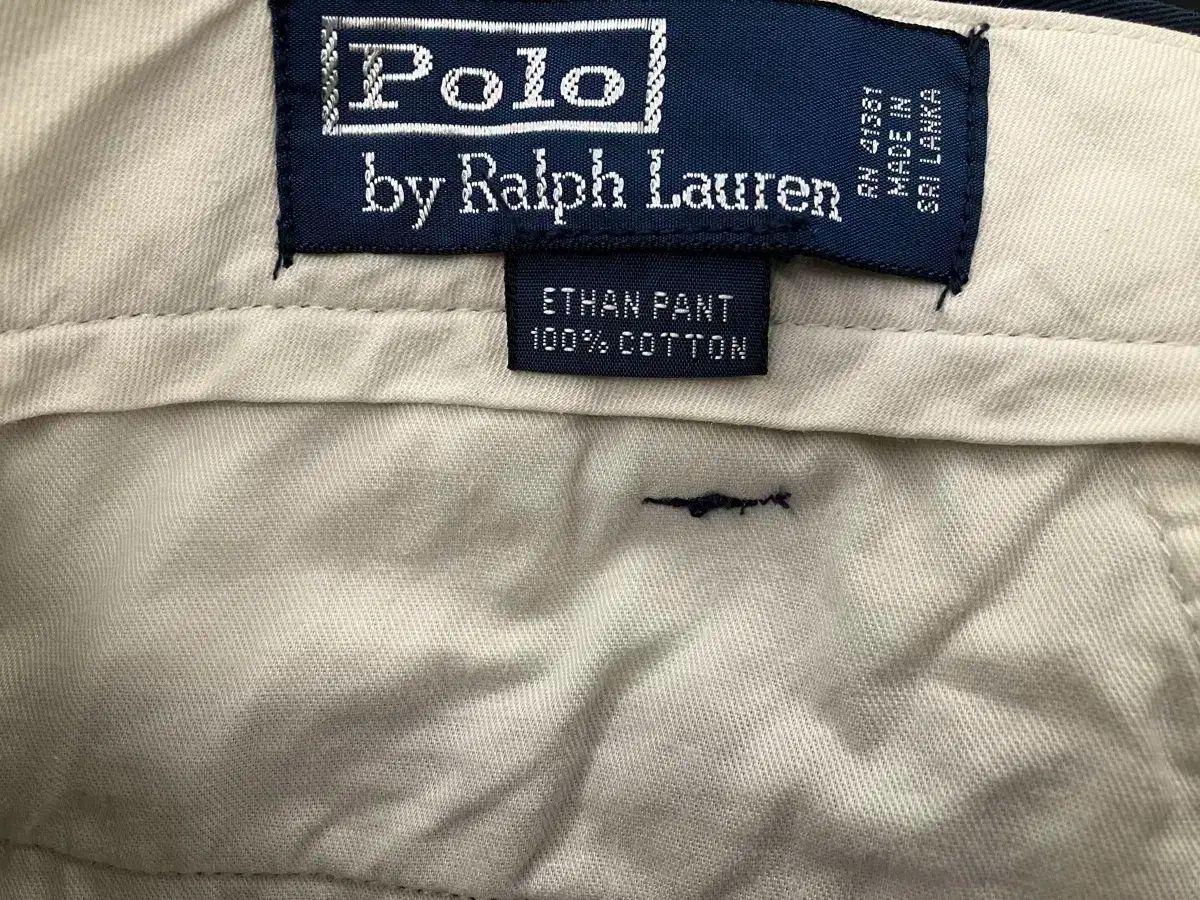 Polo
by Ralph Lauren
RN 41381
MADE IN
SRI LANKA
ETHAN PANT
100% COTTON